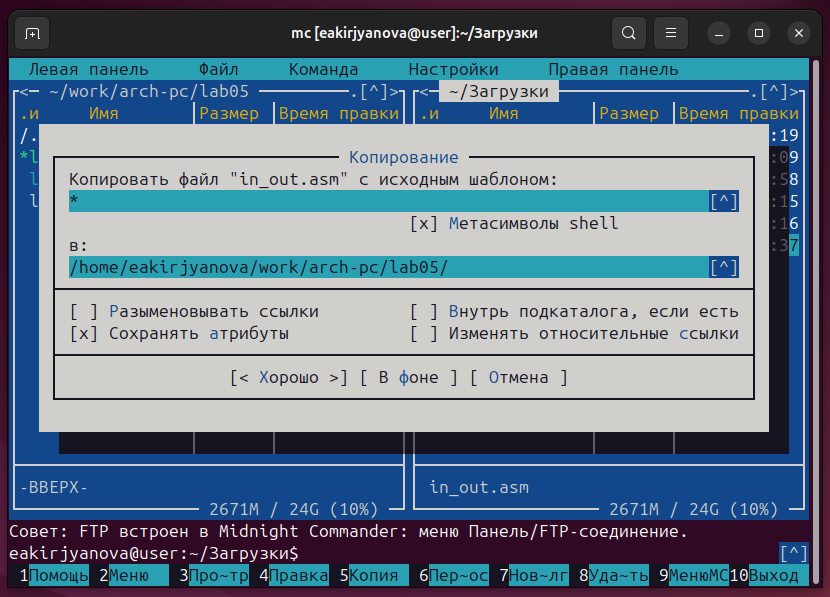 mc [eakirjyanova@user]:~/Загрузки
Левая панель Файл Команда Настройки Правая панель
<─ ~/work/arch-pc/lab05 ─.[^]> <─ ~/Загрузки ─.[^]>
.и Имя Размер Время правки .и Имя Размер Время правки
/. :19
*l Копирование :09
l Копировать файл "in_out.asm" с исходным шаблоном: :58
l * [^] :15
[x] Метасимволы shell :16
в: :37
/home/eakirjyanova/work/arch-pc/lab05/ [^]
[ ] Разыменовывать ссылки [ ] Внутрь подкаталога, если есть
[x] Сохранять атрибуты [ ] Изменять относительные ссылки
[< Хорошо >] [ В фоне ] [ Отмена ]
-ВВЕРХ- in_out.asm
2671M / 24G (10%) 2671M / 24G (10%)
Совет: FTP встроен в Midnight Commander: меню Панель/FTP-соединение.
eakirjyanova@user:~/Загрузки$ [^]
1Помощь 2Меню 3Про~тр 4Правка 5Копия 6Пер~ос 7Нов~лг 8Уда~ть 9МенюMC 10Выход